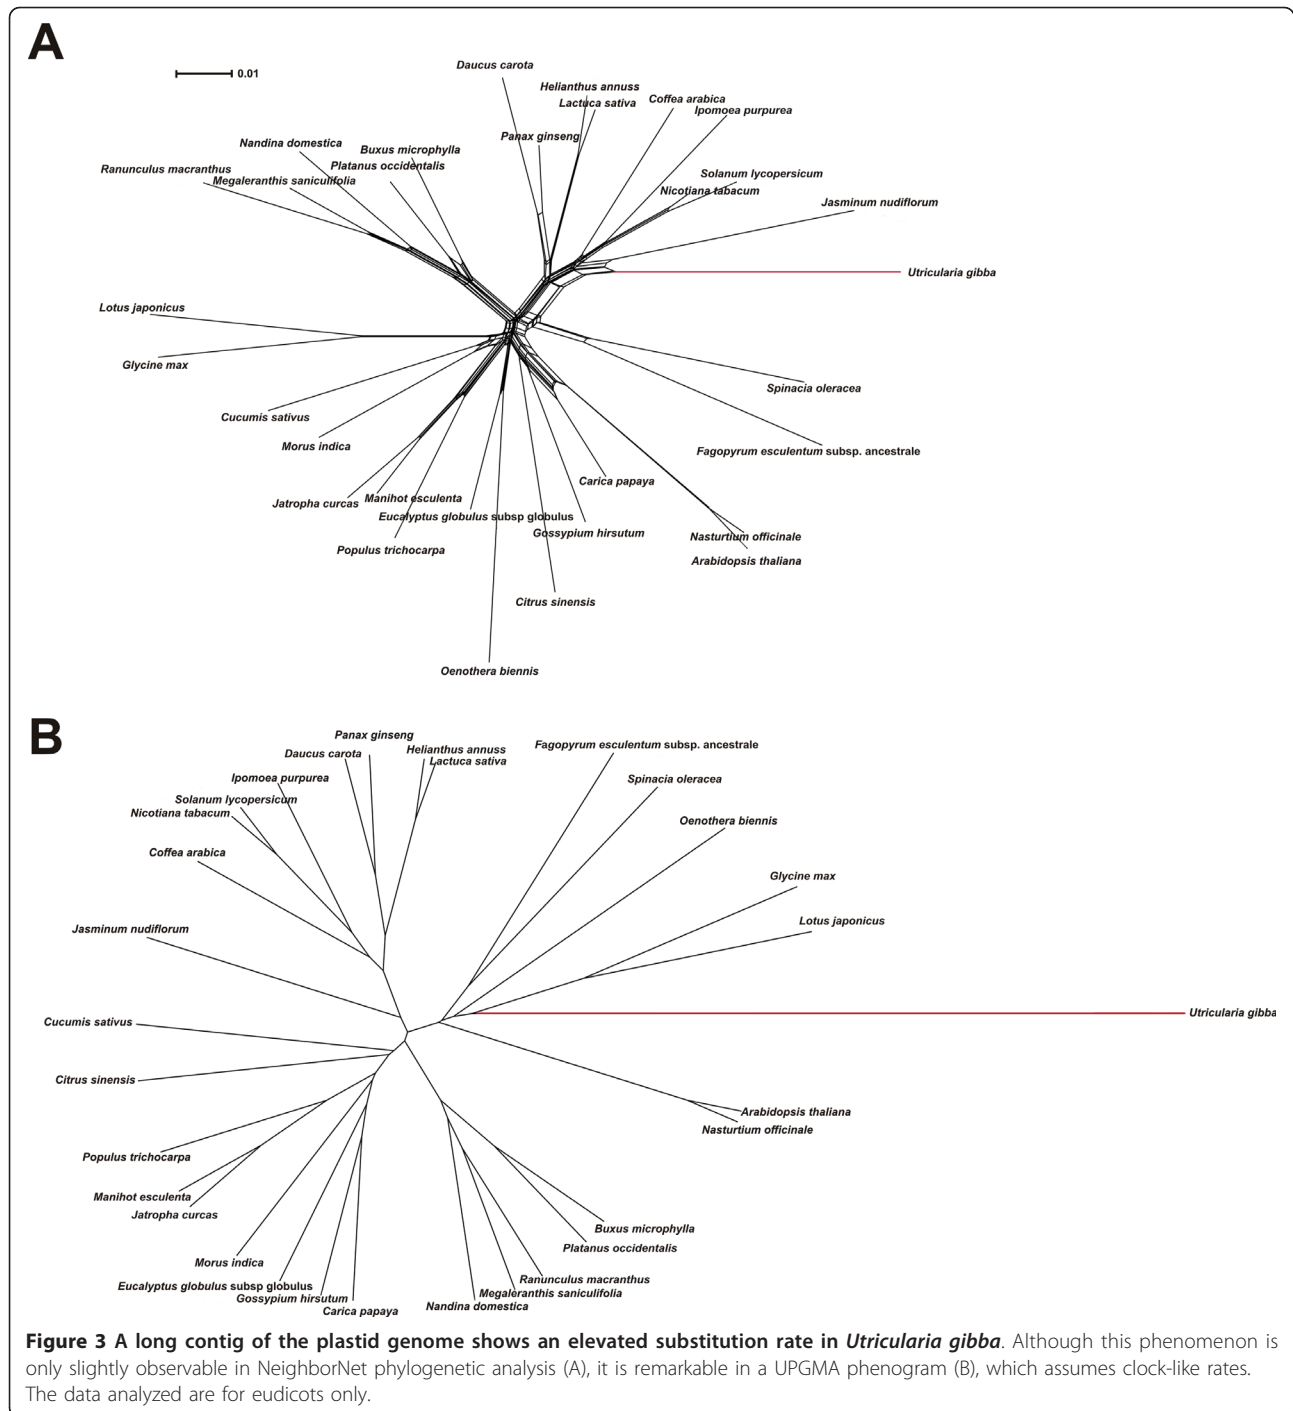 A
0.01
Daucus carota
Helianthus annuss
Lactuca sativa
Coffea arabica
Ipomoea purpurea
Panax ginseng
Nandina domestica
Buxus microphylla
Platanus occidentalis
Ranunculus macranthus
Megaleranthis saniculifolia
Solanum lycopersicum
Nicotiana tabacum
Jasminum nudiflorum
Utricularia gibba
Lotus japonicus
Glycine max
Spinacia oleracea
Cucumis sativus
Morus indica
Fagopyrum esculentum subsp. ancestrale
Carica papaya
Jatropha curcas
Manihot esculenta
Eucalyptus globulus subsp globulus
Gossypium hirsutum
Nasturtium officinale
Populus trichocarpa
Arabidopsis thaliana
Citrus sinensis
Oenothera biennis
B
Panax ginseng
Daucus carota
Helianthus annuss
Lactuca sativa
Fagopyrum esculentum subsp. ancestrale
Ipomoea purpurea
Spinacia oleracea
Solanum lycopersicum
Nicotiana tabacum
Oenothera biennis
Coffea arabica
Glycine max
Lotus japonicus
Jasminum nudiflorum
Utricularia gibba
Cucumis sativus
Citrus sinensis
Arabidopsis thaliana
Nasturtium officinale
Populus trichocarpa
Manihot esculenta
Jatropha curcas
Buxus microphylla
Platanus occidentalis
Morus indica
Ranunculus macranthus
Eucalyptus globulus subsp globulus
Megaleranthis saniculifolia
Gossypium hirsutum
Nandina domestica
Carica papaya
Figure 3 A long contig of the plastid genome shows an elevated substitution rate in Utricularia gibba. Although this phenomenon is
only slightly observable in NeighborNet phylogenetic analysis (A), it is remarkable in a UPGMA phenogram (B), which assumes clock-like rates.
The data analyzed are for eudicots only.